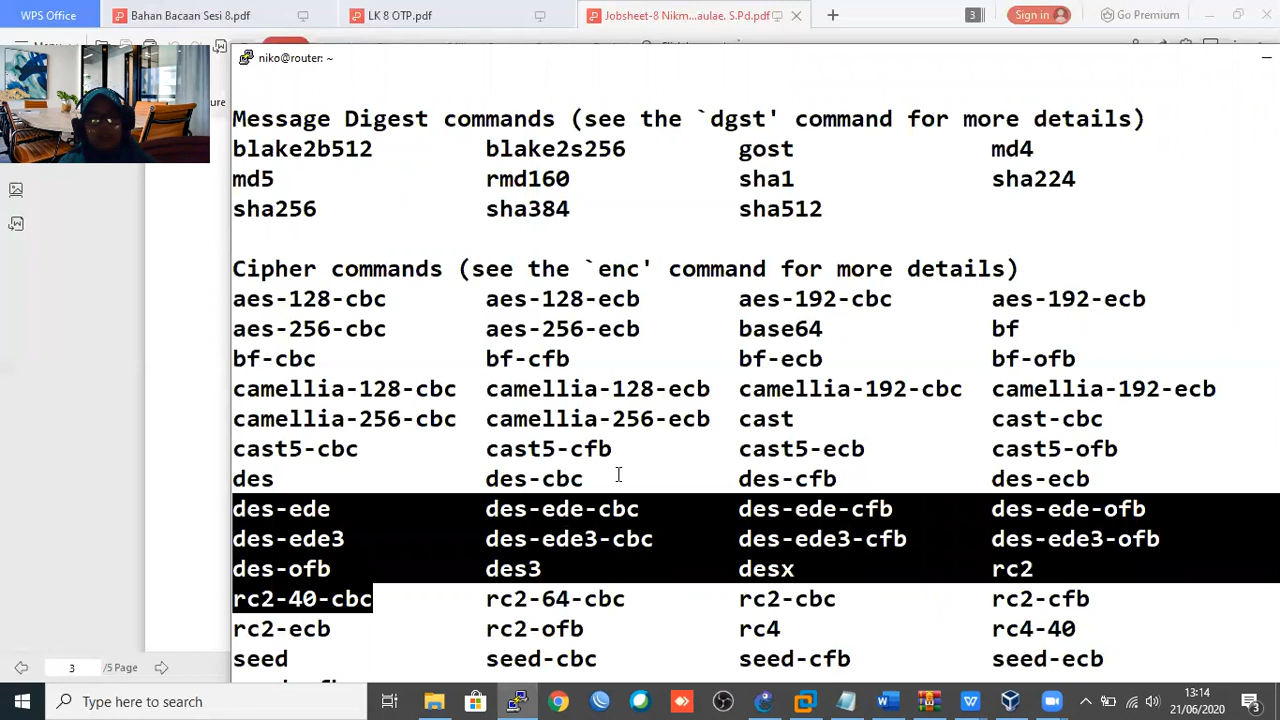 WPS Office Bahan Bacaan Sesi 8.pdf LK 8 OTP.pdf Jobsheet-8 Nikm...aulae. S.Pd.pdf 3 Sign in Go Premium
niko@router: ~
Message Digest commands (see the `dgst' command for more details)
blake2b512 blake2s256 gost md4
md5 rmd160 sha1 sha224
sha256 sha384 sha512
Cipher commands (see the `enc' command for more details)
aes-128-cbc aes-128-ecb aes-192-cbc aes-192-ecb
aes-256-cbc aes-256-ecb base64 bf
bf-cbc bf-cfb bf-ecb bf-ofb
camellia-128-cbc camellia-128-ecb camellia-192-cbc camellia-192-ecb
camellia-256-cbc camellia-256-ecb cast cast-cbc
cast5-cbc cast5-cfb cast5-ecb cast5-ofb
des des-cbc des-cfb des-ecb
des-ede des-ede-cbc des-ede-cfb des-ede-ofb
des-ede3 des-ede3-cbc des-ede3-cfb des-ede3-ofb
des-ofb des3 desx rc2
rc2-40-cbc rc2-64-cbc rc2-cbc rc2-cfb
rc2-ecb rc2-ofb rc4 rc4-40
seed seed-cbc seed-cfb seed-ecb
3 /5 Page
Type here to search
13:14
21/06/2020
3